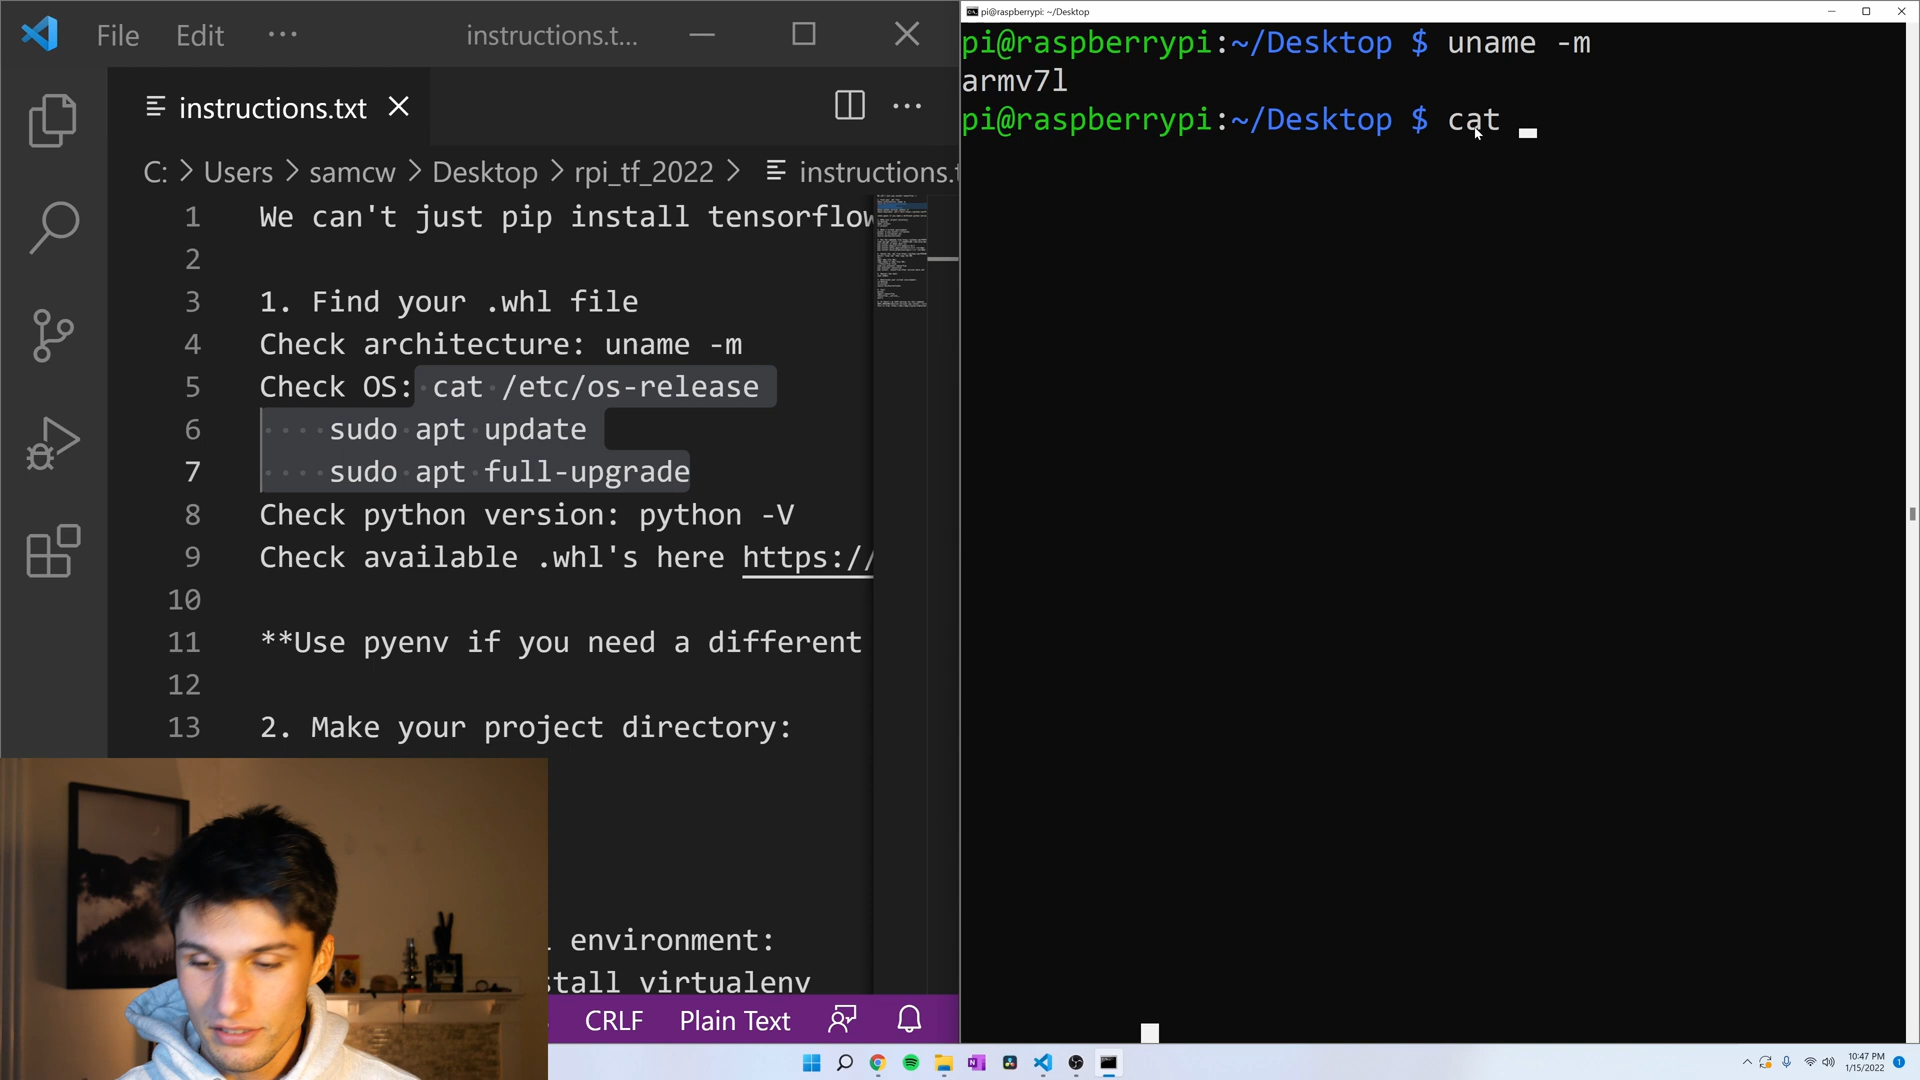 File Edit ··· instructions.t...
instructions.txt
C: > Users > samcw > Desktop > rpi_tf_2022 > instructions.t
1 We can't just pip install tensorflow
2
3 1. Find your .whl file
4 Check architecture: uname -m
5 Check OS: cat /etc/os-release
6 sudo apt update
7 sudo apt full-upgrade
8 Check python version: python -V
9 Check available .whl's here https://
10
11 **Use pyenv if you need a different
12
13 2. Make your project directory:
environment:
stall virtualenv
CRLF Plain Text
pi@raspberrypi: ~/Desktop
pi@raspberrypi:~/Desktop $ uname -m
armv7l
pi@raspberrypi:~/Desktop $ cat
10:47 PM
1/15/2022
1